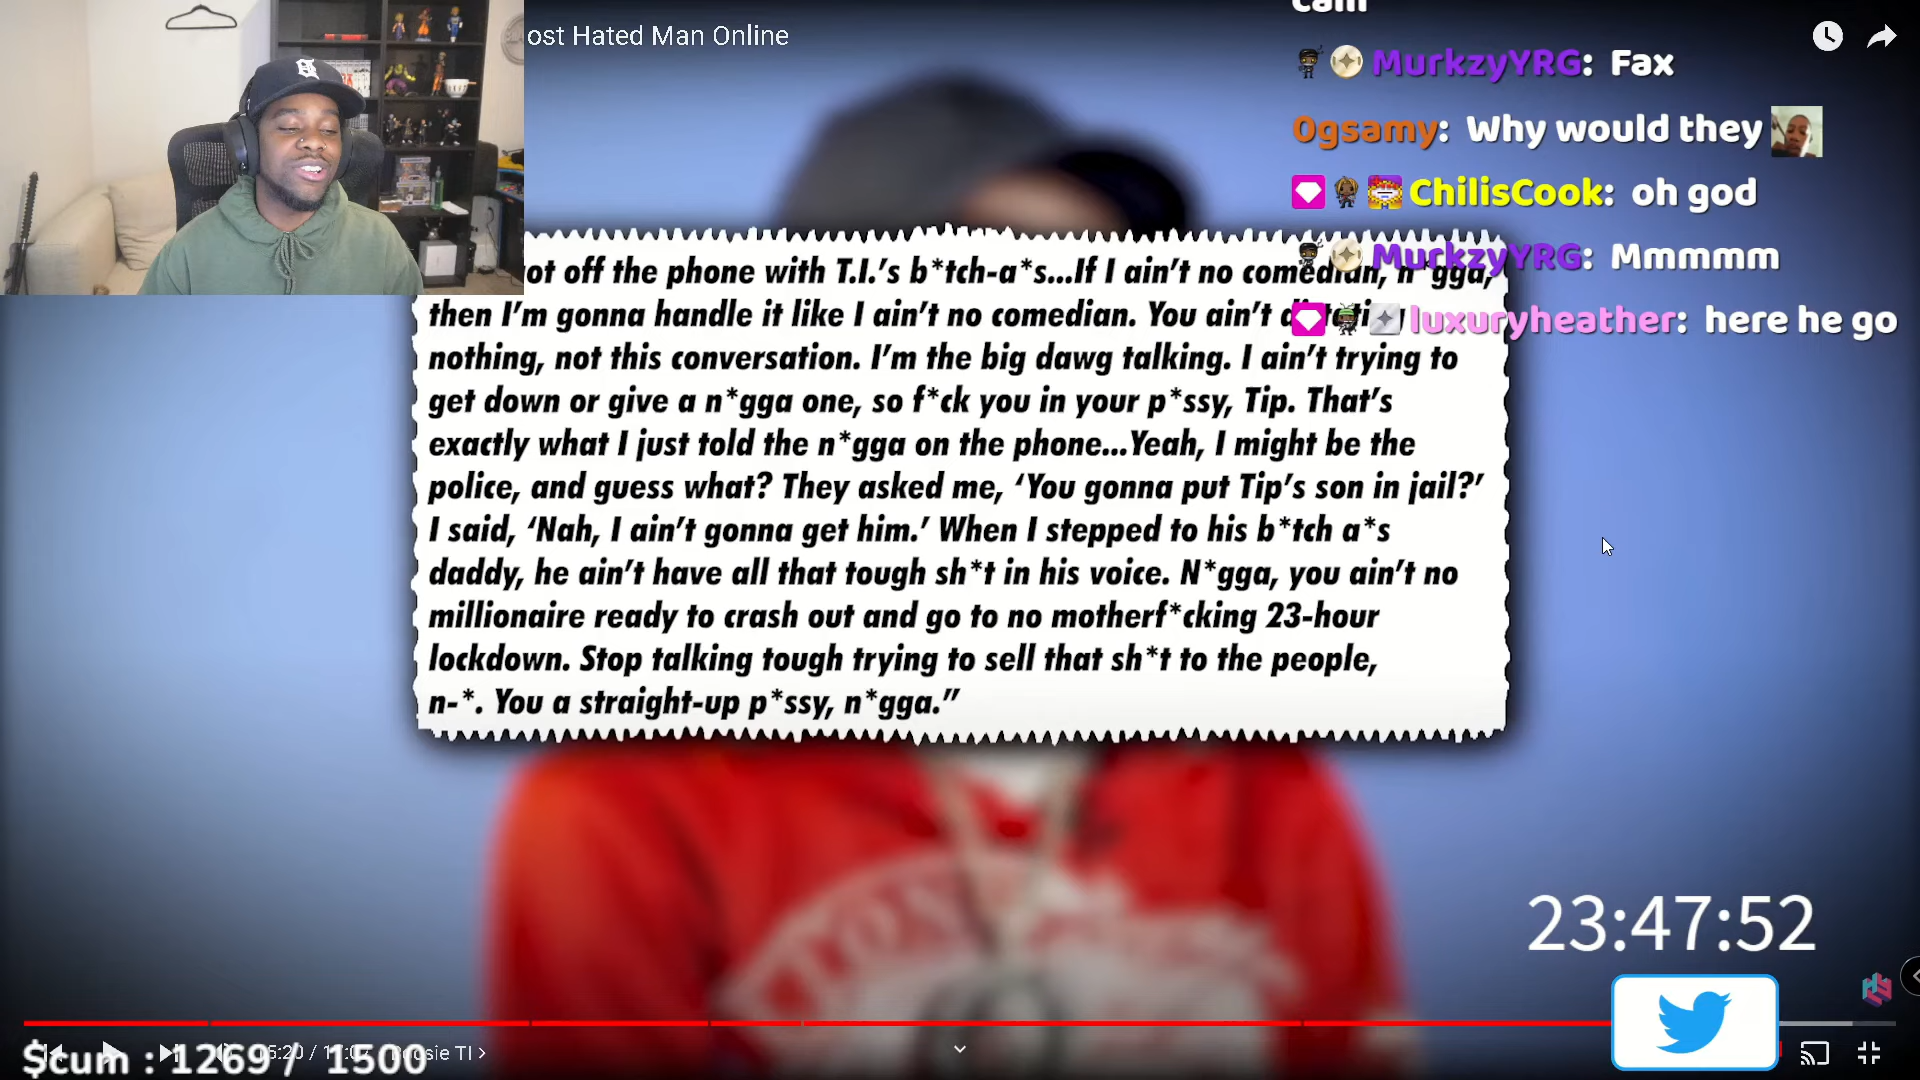 ost Hated Man Online
cam
MurkzyYRG: Fax
Ogsamy: Why would they
ChilisCook: oh god
MurkzyYRG: Mmmmm
luxuryheather: here he go
ot off the phone with T.I.’s b*tch-a*s...If I ain’t no comedian, n*gga,
then I’m gonna handle it like I ain’t no comedian. You ain’t
nothing, not this conversation. I’m the big dawg talking. I ain’t trying to
get down or give a n*gga one, so f*ck you in your p*ssy, Tip. That’s
exactly what I just told the n*gga on the phone...Yeah, I might be the
police, and guess what? They asked me, ‘You gonna put Tip’s son in jail?’
I said, ‘Nah, I ain’t gonna get him.’ When I stepped to his b*tch a*s
daddy, he ain’t have all that tough sh*t in his voice. N*gga, you ain’t no
millionaire ready to crash out and go to no motherf*cking 23-hour
lockdown. Stop talking tough trying to sell that sh*t to the people,
n-*. You a straight-up p*ssy, n*gga.”
23:47:52
$cum : 1269 / 1500
TI >